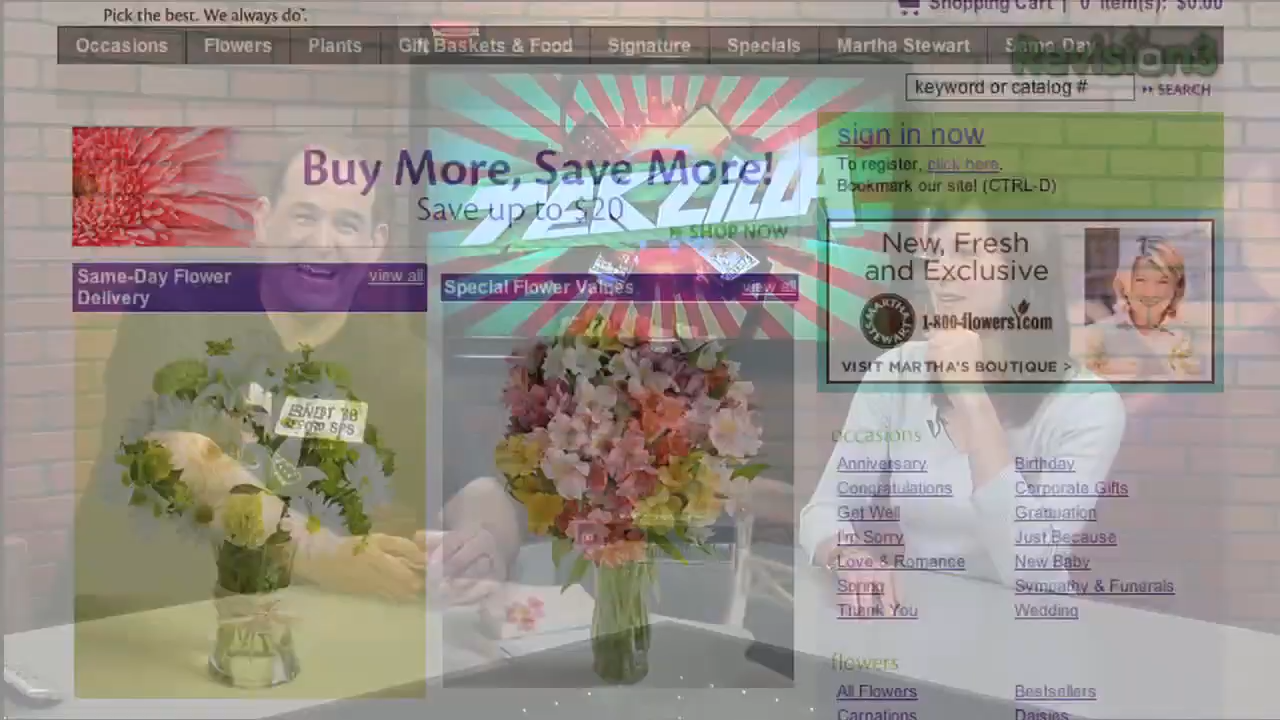 Pick the best. We always do.
Shopping Cart | 0 item(s): $0.00
Occasions Flowers Plants Gift Baskets & Food Signature Specials Martha Stewart Same Day
Revision3
keyword or catalog #
SEARCH
Buy More, Save More!
Save up to $20
SHOP NOW
TEKZILLA
sign in now
To register, click here.
Bookmark our site! (CTRL-D)
New, Fresh
and Exclusive
MARTHA STEWART
1-800-flowers.com
VISIT MARTHA'S BOUTIQUE >
Same-Day Flower
Delivery
view all
Special Flower Values
view all
occasions
Anniversary
Birthday
Congratulations
Corporate Gifts
Get Well
Graduation
I'm Sorry
Just Because
Love & Romance
New Baby
Spring
Sympathy & Funerals
Thank You
Wedding
flowers
All Flowers
Bestsellers
Carnations
Daisies